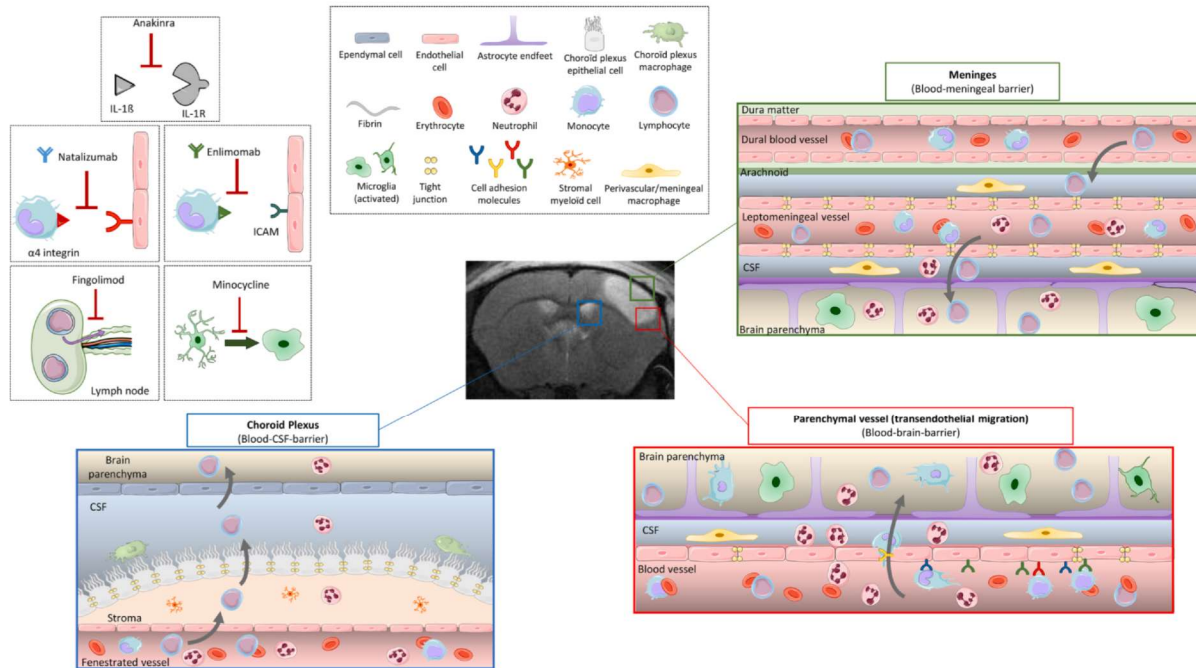 Anakinra
IL-1ß
IL-1R
Natalizumab
α4 integrin
Enlimomab
ICAM
Fingolimod
Lymph node
Minocycline
Ependymal cell
Endothelial
cell
Astrocyte endfeet
Choroid plexus
epithelial cell
Choroïd plexus
macrophage
Fibrin
Erythrocyte
Neutrophil
Monocyte
Lymphocyte
Microglia
(activated)
Tight
junction
Cell adhesion
molecules
Stromal
myeloid cell
Perivascular/meningeal
macrophage
Meninges
(Blood-meningeal barrier)
Dura matter
Dural blood vessel
Arachnoid
Leptomeningeal vessel
CSF
Brain parenchyma
Choroid Plexus
(Blood-CSF-barrier)
Brain
parenchyma
CSF
Stroma
Fenestrated vessel
Parenchymal vessel (transendothelial migration)
(Blood-brain-barrier)
Brain parenchyma
CSF
Blood vessel